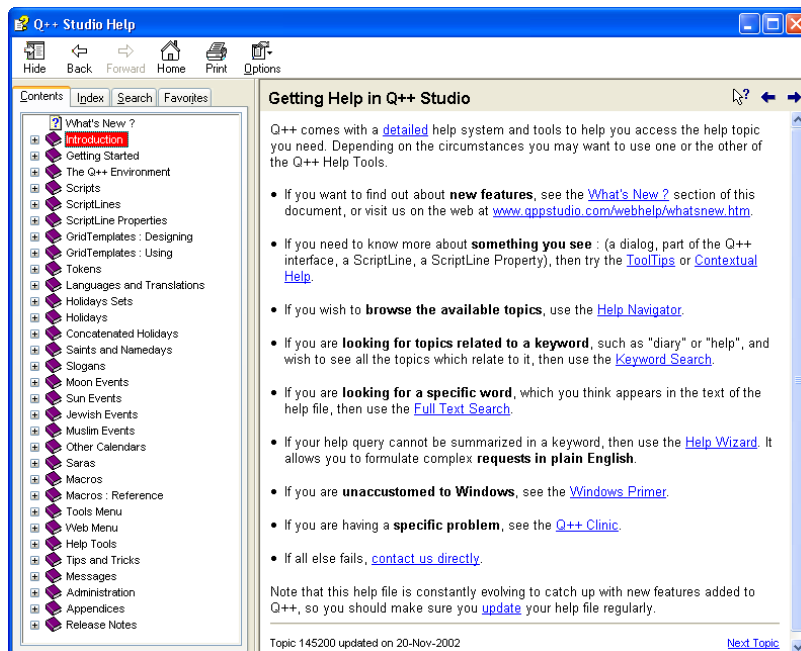 Q++ Studio Help
Hide Back Forward Home Print Options
Contents Index Search Favorites
What's New ?
Introduction
Getting Started
The Q++ Environment
Scripts
ScriptLines
ScriptLine Properties
GridTemplates : Designing
GridTemplates : Using
Tokens
Languages and Translations
Holidays Sets
Holidays
Concatenated Holidays
Saints and Namedays
Slogans
Moon Events
Sun Events
Jewish Events
Muslim Events
Other Calendars
Saras
Macros
Macros : Reference
Tools Menu
Web Menu
Help Tools
Tips and Tricks
Messages
Administration
Appendices
Release Notes
Getting Help in Q++ Studio
Q++ comes with a detailed help system and tools to help you access the help topic
you need. Depending on the circumstances you may want to use one or the other of
the Q++ Help Tools.
• If you want to find out about new features, see the What's New ? section of this
document, or visit us on the web at www.qppstudio.com/webhelp/whatsnew.htm.
• If you need to know more about something you see : (a dialog, part of the Q++
interface, a ScriptLine, a ScriptLine Property), then try the ToolTips or Contextual
Help.
• If you wish to browse the available topics, use the Help Navigator.
• If you are looking for topics related to a keyword, such as "diary" or "help", and
wish to see all the topics which relate to it, then use the Keyword Search.
• If you are looking for a specific word, which you think appears in the text of the
help file, then use the Full Text Search.
• If your help query cannot be summarized in a keyword, then use the Help Wizard. It
allows you to formulate complex requests in plain English.
• If you are unaccustomed to Windows, see the Windows Primer.
• If you are having a specific problem, see the Q++ Clinic.
• If all else fails, contact us directly.
Note that this help file is constantly evolving to catch up with new features added to
Q++, so you should make sure you update your help file regularly.
Topic 145200 updated on 20-Nov-2002 Next Topic